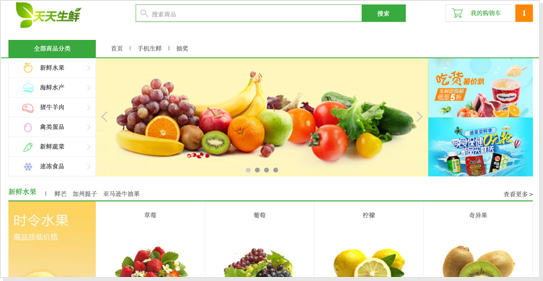 天天生鲜
搜索商品
搜索
我的购物车
1
全部商品分类
首页 | 手机生鲜 | 抽奖
新鲜水果
海鲜水产
猪牛羊肉
禽类蛋品
新鲜蔬菜
速冻食品
吃货
新鲜水果 | 鲜芒 加州提子 亚马逊牛油果
查看更多>
时令水果
草莓
葡萄
柠檬
奇异果